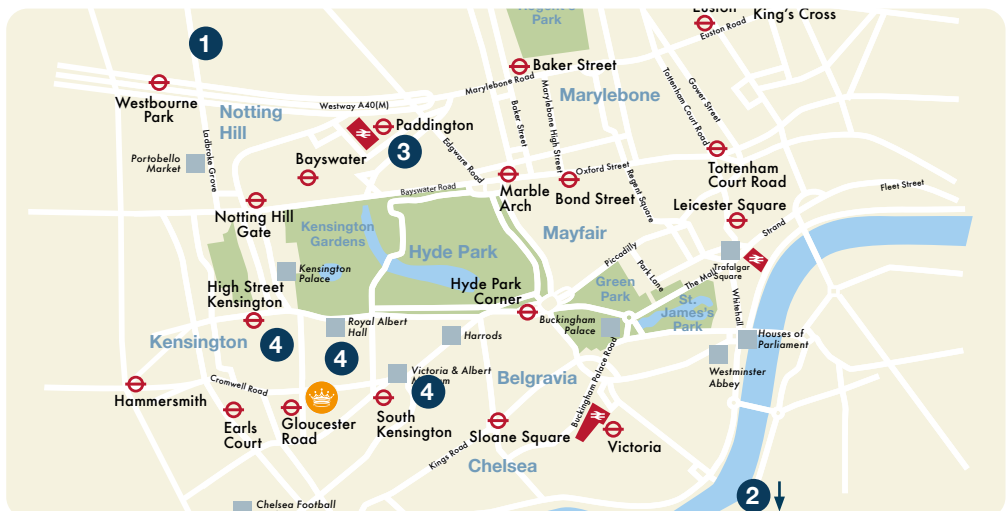 Regent's
Park
Euston
King's Cross
Euston Road
1
Baker Street
Marylebone Road
Westbourne
Park
Notting
Hill
Westway A40(M)
Marylebone
Baker Street
Marylebone High Street
Tottenham Court Road
Gower Street
Paddington
3
Edgware Road
Portobello
Market
Ladbroke Grove
Bayswater
Oxford Street
Tottenham
Court Road
Marble
Arch
Bond Street
Regent Square
Bayswater Road
Fleet Street
Notting Hill
Gate
Leicester Square
Kensington
Gardens
Mayfair
Strand
Hyde Park
Piccadilly
Park Lane
Trafalgar
Square
Kensington
Palace
The Mall
High Street
Kensington
Hyde Park
Corner
Green
Park
St.
James's
Park
Whitehall
Kensington
4
Royal Albert
Hall
Harrods
Buckingham
Palace
Houses of
Parliament
4
Westminster
Abbey
Victoria & Albert
4
Belgravia
Buckingham Palace Road
Hammersmith
Cromwell Road
Earls
Court
Gloucester
Road
South
Kensington
Sloane Square
Victoria
Kings Road
Chelsea
2
Chelsea Football